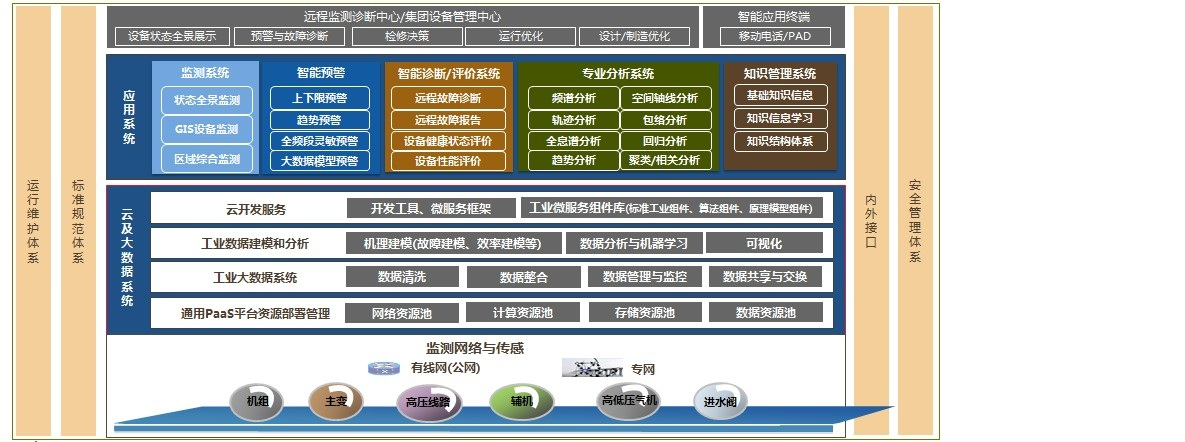 远程监测诊断中心/集团设备管理中心
设备状态全景展示
预警与故障诊断
检修决策
运行优化
设计/制造优化
智能应用终端
移动电话/PAD
运行维护体系
标准规范体系
应用系统
监测系统
状态全景监测
GIS设备监测
区域综合监测
智能预警
上下限预警
趋势预警
全频段灵敏预警
大数据模型预警
智能诊断/评价系统
远程故障诊断
远程故障报告
设备健康状态评价
设备性能评价
专业分析系统
频谱分析
空间轴线分析
轨迹分析
包络分析
全息谱分析
回归分析
趋势分析
聚类/相关分析
知识管理系统
基础知识信息
知识信息学习
知识结构体系
云及大数据系统
云开发服务
开发工具、微服务框架
工业微服务组件库(标准工业组件、算法组件、原理模型组件)
工业数据建模和分析
机理建模(故障建模、效率建模等)
数据分析与机器学习
可视化
工业大数据系统
数据清洗
数据整合
数据管理与监控
数据共享与交换
通用PaaS平台资源部署管理
网络资源池
计算资源池
存储资源池
数据资源池
监测网络与传感
有线网(公网)
专网
机组
主变
高压线路
辅机
高低压气机
进水阀
内外接口
安全管理体系